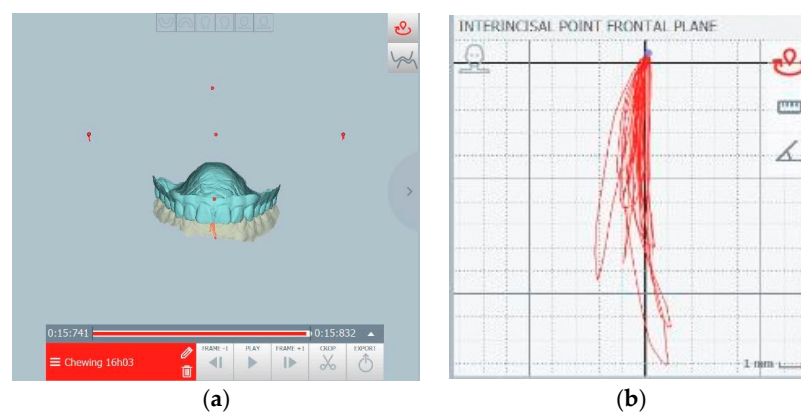 INTERINCISAL POINT FRONTAL PLANE
0:15:741
0:15:832
FRAME -1
PLAY
FRAME +1
CROP
EXPORT
Chewing 16h03
1 mm
(a)
(b)